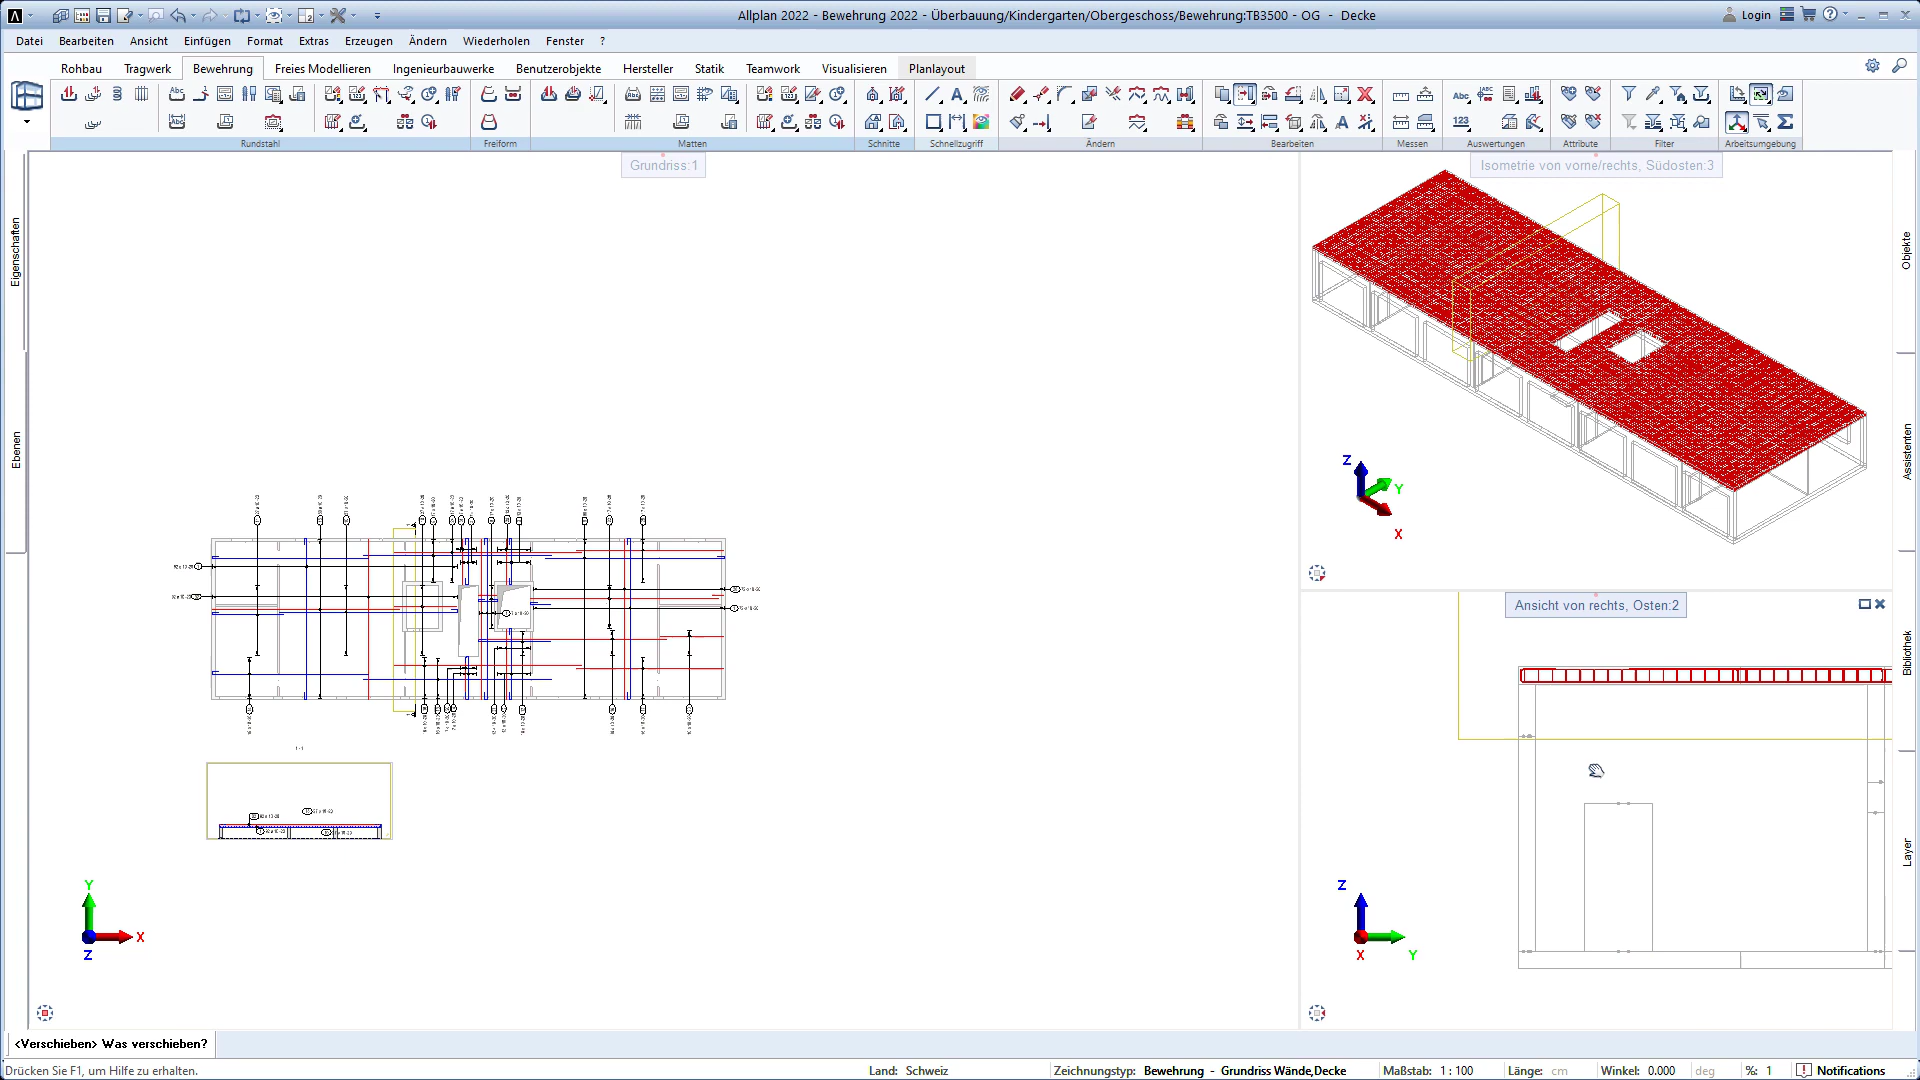 Allplan 2022 - Bewehrung 2022 - Überbauung/Kindergarten/Obergeschoss/Bewehrung:TB3500 - OG - Decke
Login
Datei Bearbeiten Ansicht Einfügen Format Extras Erzeugen Ändern Wiederholen Fenster ?
Rohbau Tragwerk Bewehrung Freies Modellieren Ingenieurbauwerke Benutzerobjekte Hersteller Statik Teamwork Visualisieren Planlayout
Rundstahl Freiform Matten Schnitte Schnellzugriff Ändern Bearbeiten Messen Auswertungen Attribute Filter Arbeitsumgebung
Grundriss:1
Isometrie von vorne/rechts, Südosten:3
Eigenschaften
Ebenen
Objekte
Assistenten
Bibliothek
Layer
Z
Y
X
Ansicht von rechts, Osten:2
Y
X
Z
Z
X
Y
<Verschieben> Was verschieben?
Drücken Sie F1, um Hilfe zu erhalten.
Land: Schweiz
Zeichnungstyp: Bewehrung - Grundriss Wände,Decke
Maßstab: 1 : 100
Länge: cm
Winkel: 0.000 deg
%: 1
Notifications